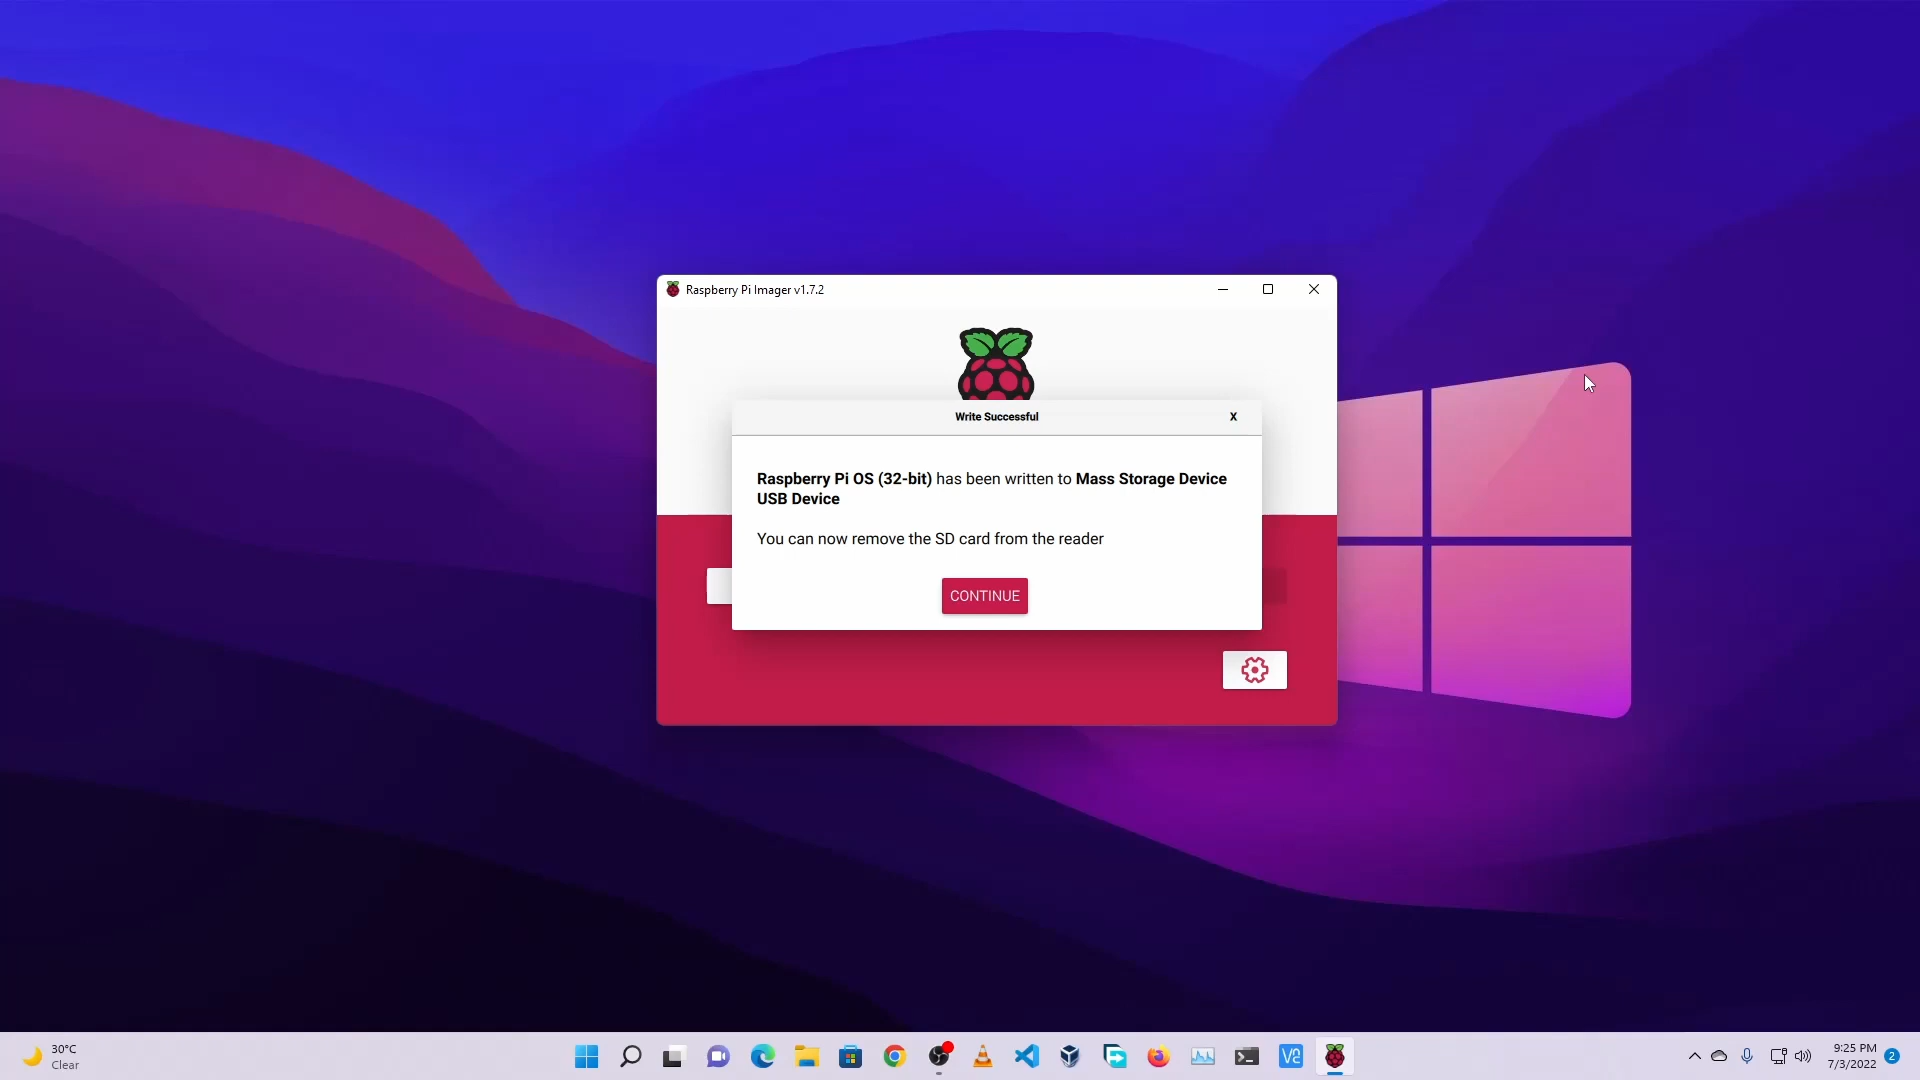 Raspberry Pi Imager v1.7.2
Write Successful
X
Raspberry Pi OS (32-bit) has been written to Mass Storage Device
USB Device
You can now remove the SD card from the reader
CONTINUE
30°C
Clear
9:25 PM
7/3/2022
2